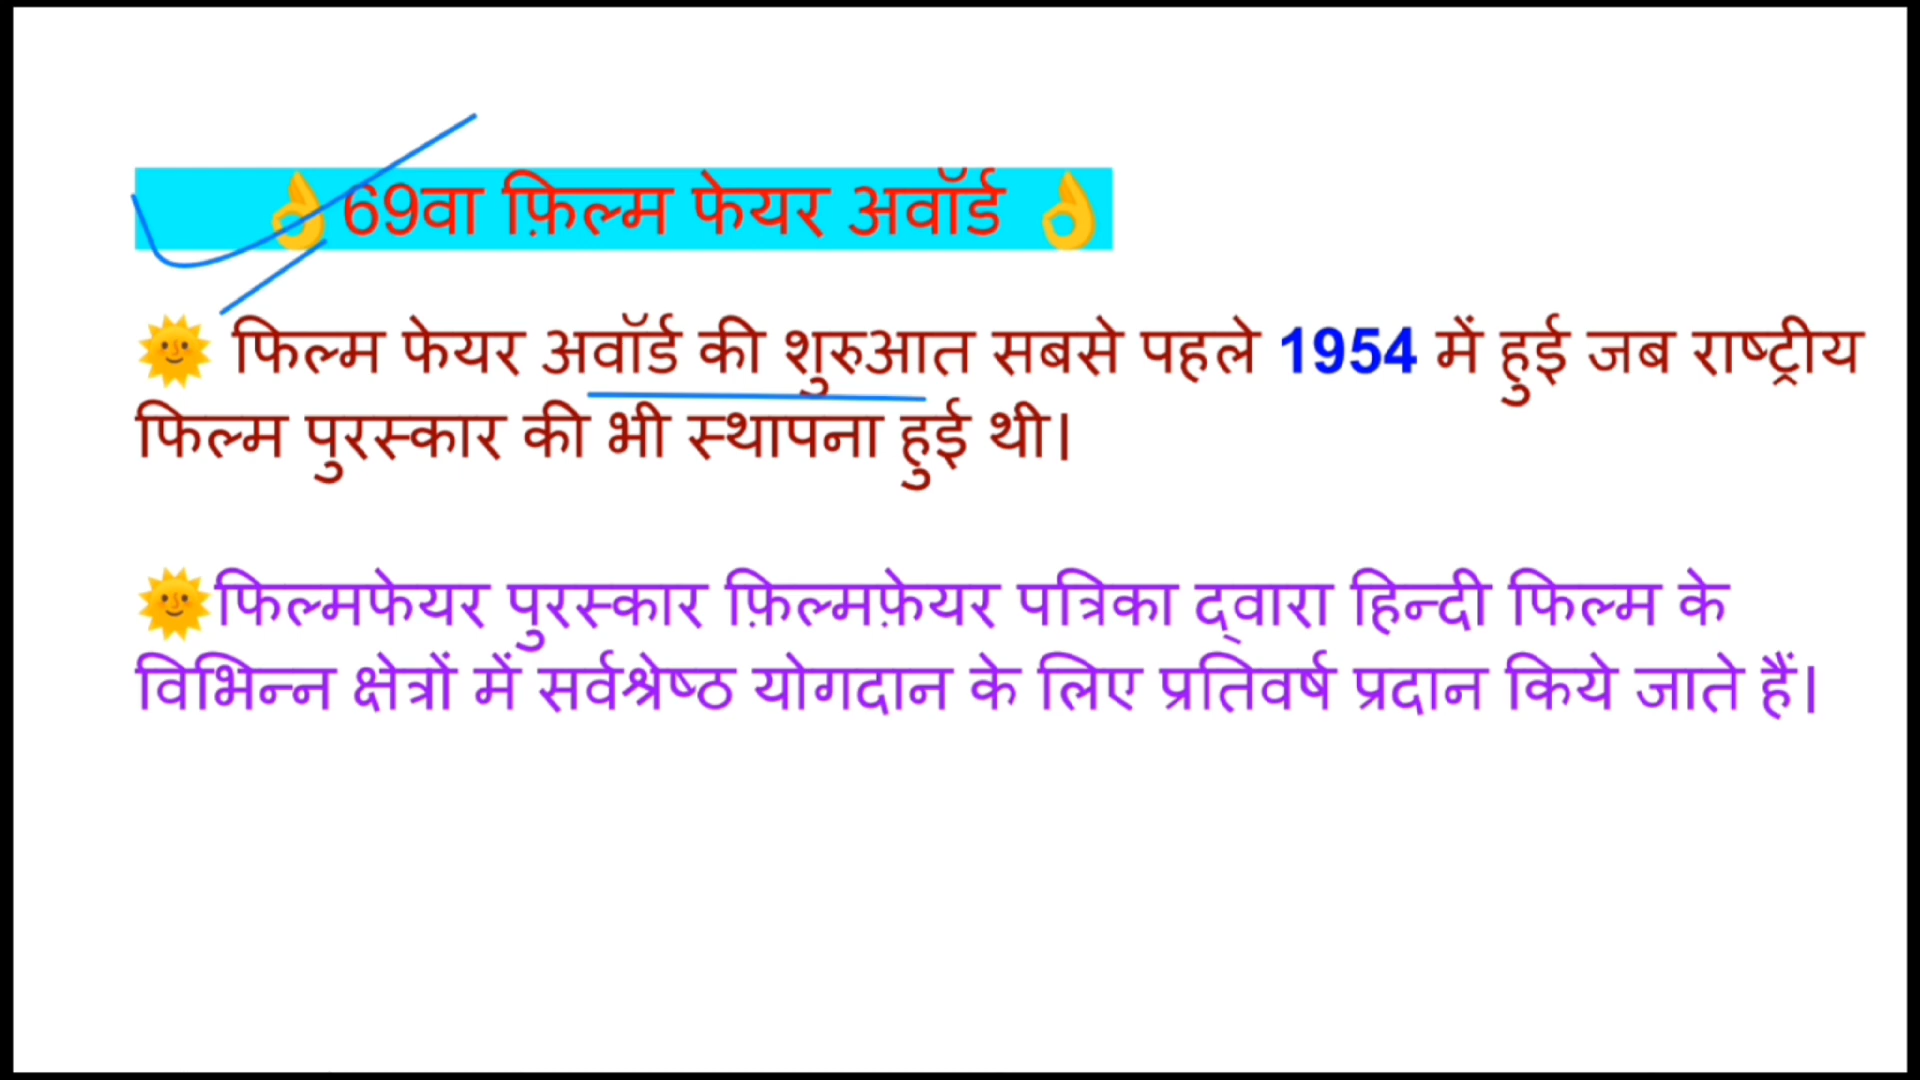 👌69वा फ़िल्म फेयर अवॉर्ड 👌
🌞 फिल्म फेयर अवॉर्ड की शुरुआत सबसे पहले 1954 में हुई जब राष्ट्रीय
फिल्म पुरस्कार की भी स्थापना हुई थी।
🌞फिल्मफेयर पुरस्कार फ़िल्मफ़ेयर पत्रिका द्वारा हिन्दी फिल्म के
विभिन्न क्षेत्रों में सर्वश्रेष्ठ योगदान के लिए प्रतिवर्ष प्रदान किये जाते हैं।